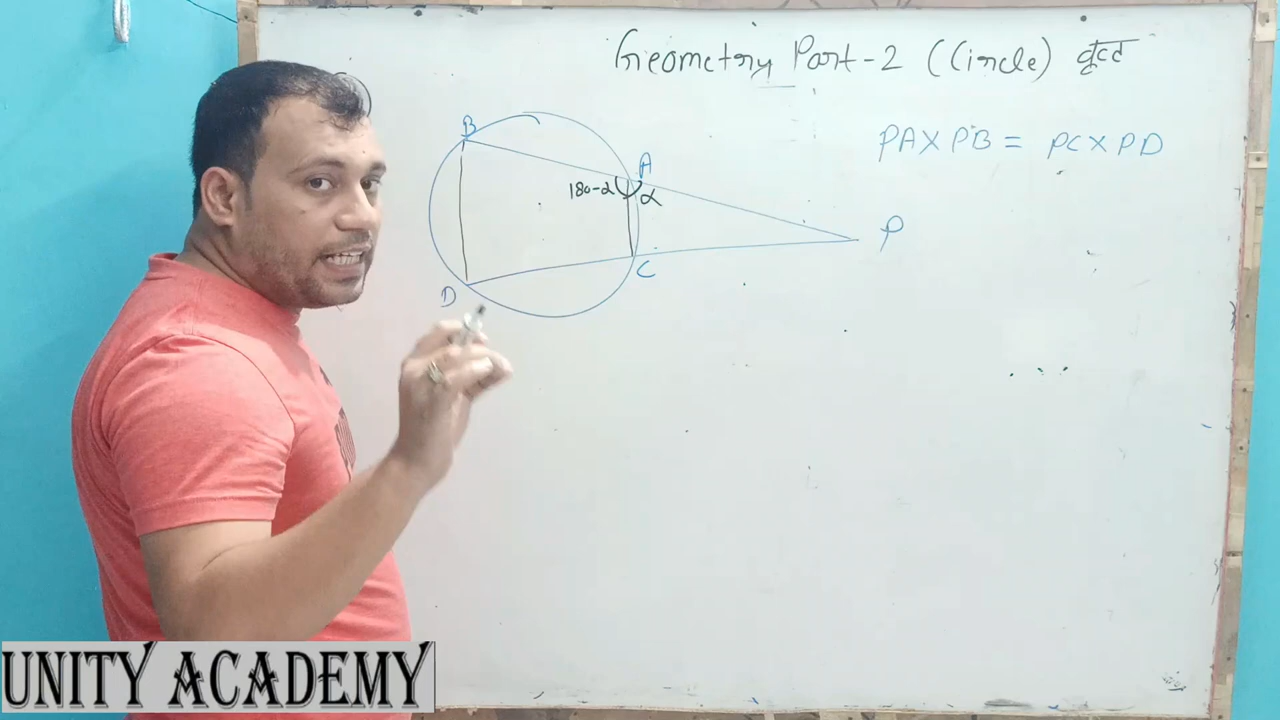 Geometry Part-2 (Circle) वृत्त
PA X PB = PC X PD
B
A
180-α
α
P
C
D
UNITY ACADEMY